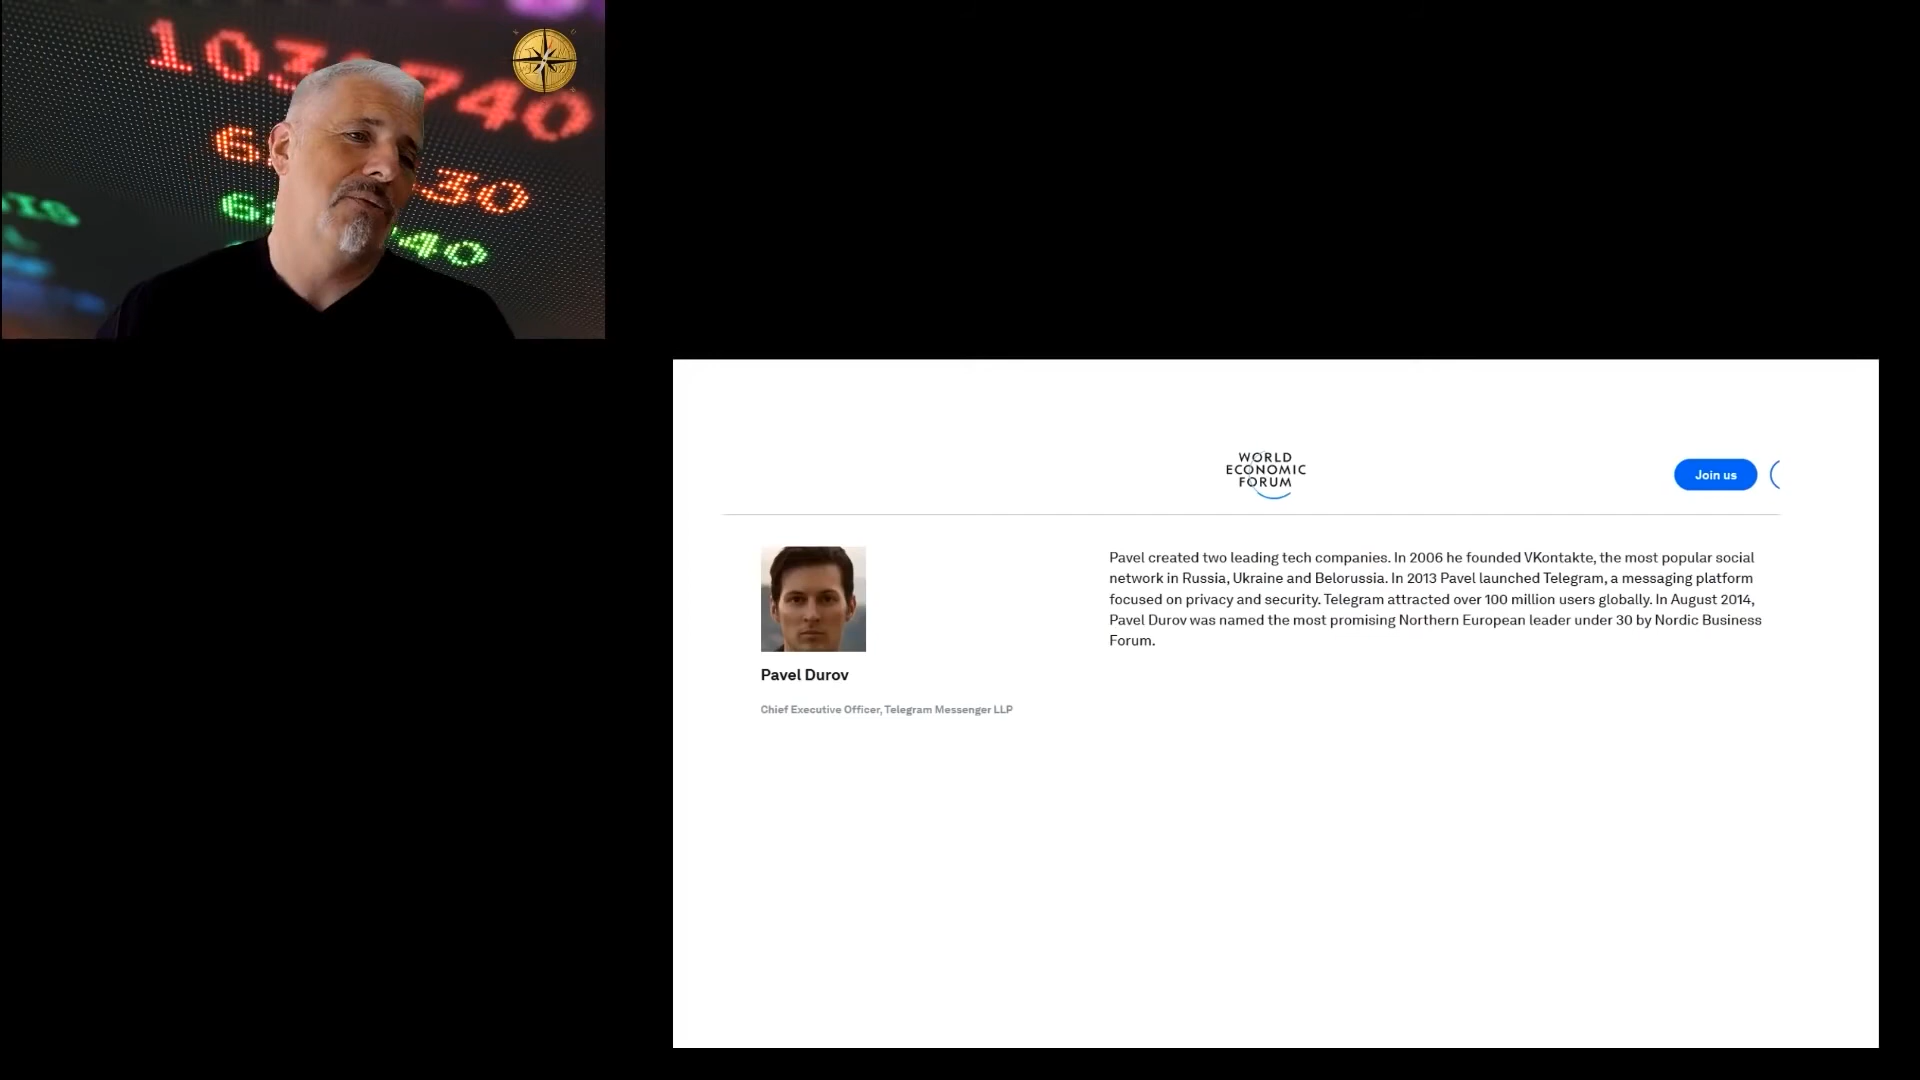 WORLD
ECONOMIC
FORUM
Join us
Pavel created two leading tech companies. In 2006 he founded VKontakte, the most popular social
network in Russia, Ukraine and Belorussia. In 2013 Pavel launched Telegram, a messaging platform
focused on privacy and security. Telegram attracted over 100 million users globally. In August 2014,
Pavel Durov was named the most promising Northern European leader under 30 by Nordic Business
Forum.
Pavel Durov
Chief Executive Officer, Telegram Messenger LLP